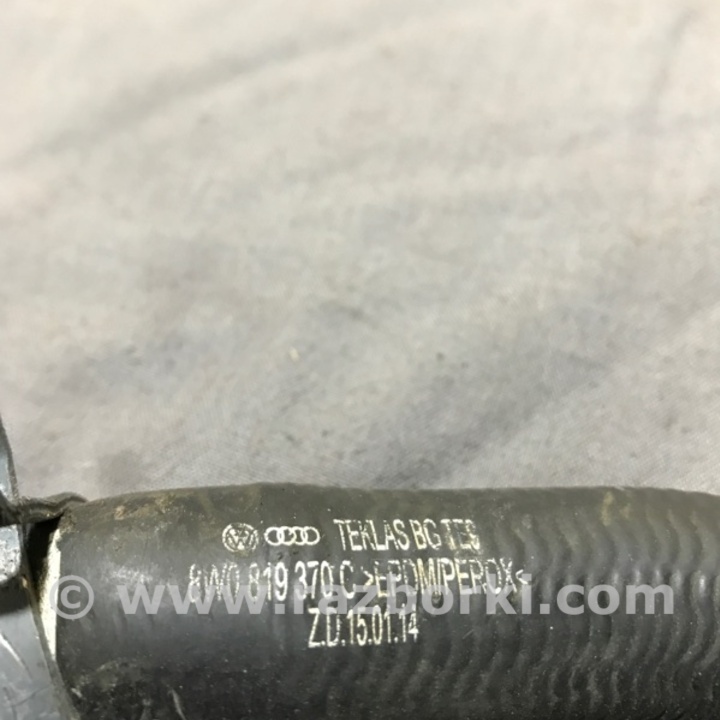 TEKLAS BG TES
8W0 819 370 C >EPDM/PEROX<
© www.razborki.com
Z.D.15.01.14